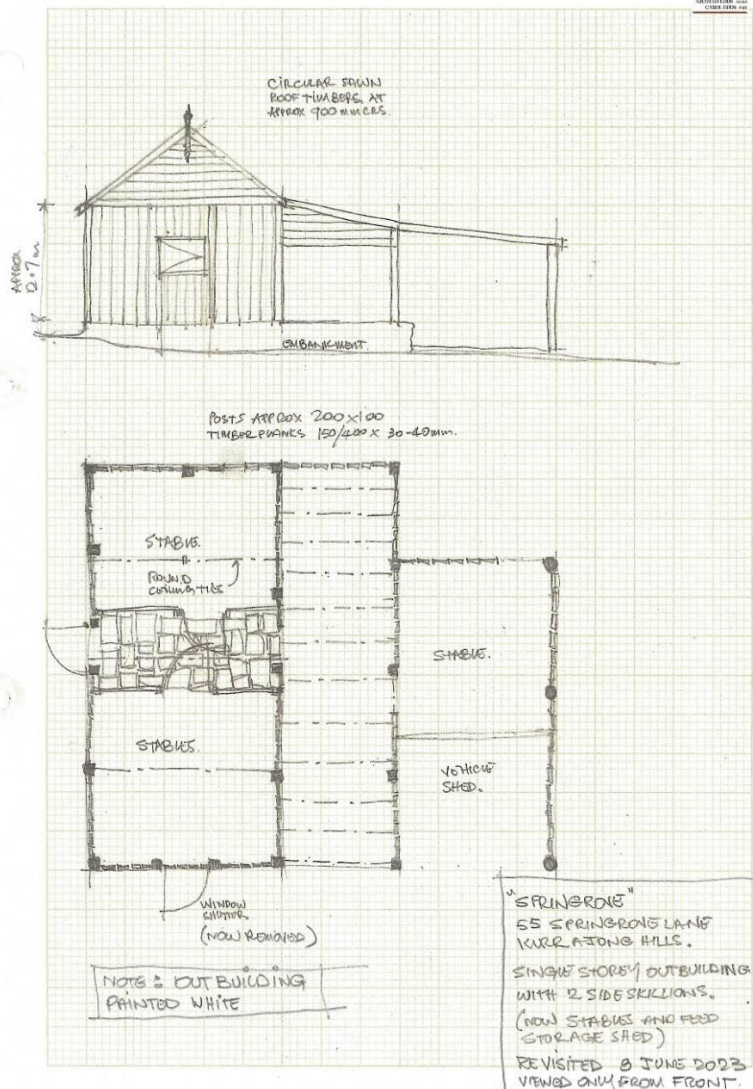 CAROL EDDS
CIRCULAR SAWN
ROOF TIMBERS AT
APPROX 900 mm CRS.
APPROX
2.7m
EMBANKMENT
POSTS APPROX 200x100
TIMBER PLANKS 150/400 x 30-40mm.
STABLE.
ROUND
CEILING TIES
STABLE.
STABLES.
VEHICLE
SHED.
WINDOW
SHUTTER
(NOW REMOVED)
NOTE: OUTBUILDING
PAINTED WHITE
"SPRINGROVE"
55 SPRINGROVE LANE
KURRAJONG HILLS.
SINGLE STOREY OUTBUILDING
WITH 2 SIDE SKILLIONS.
(NOW STABLES AND FEED
STORAGE SHED)
REVISITED 8 JUNE 2023
VIEWED ONLY FROM FRONT